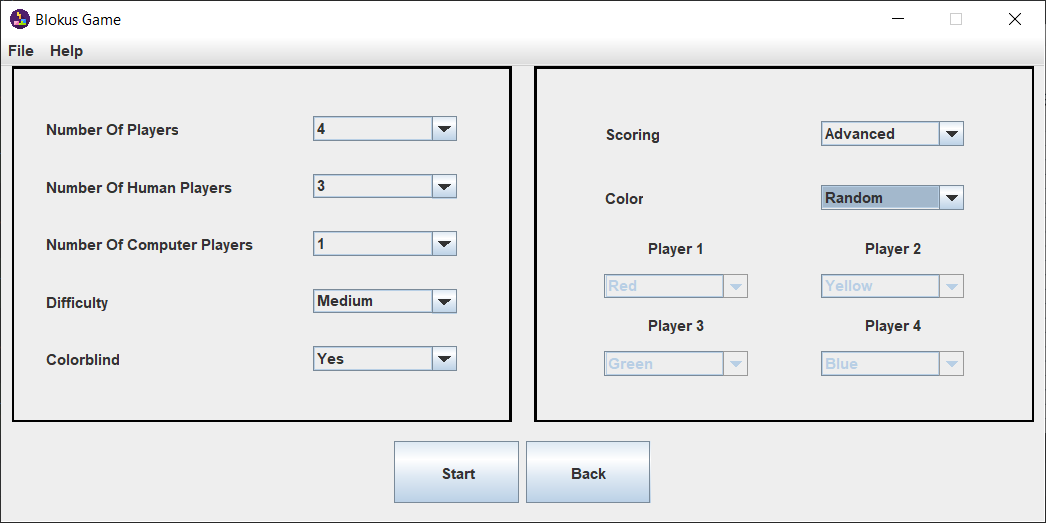 Blokus Game
File Help
Number Of Players 4
Number Of Human Players 3
Number Of Computer Players 1
Difficulty Medium
Colorblind Yes
Scoring Advanced
Color Random
Player 1 Player 2
Red Yellow
Player 3 Player 4
Green Blue
Start Back